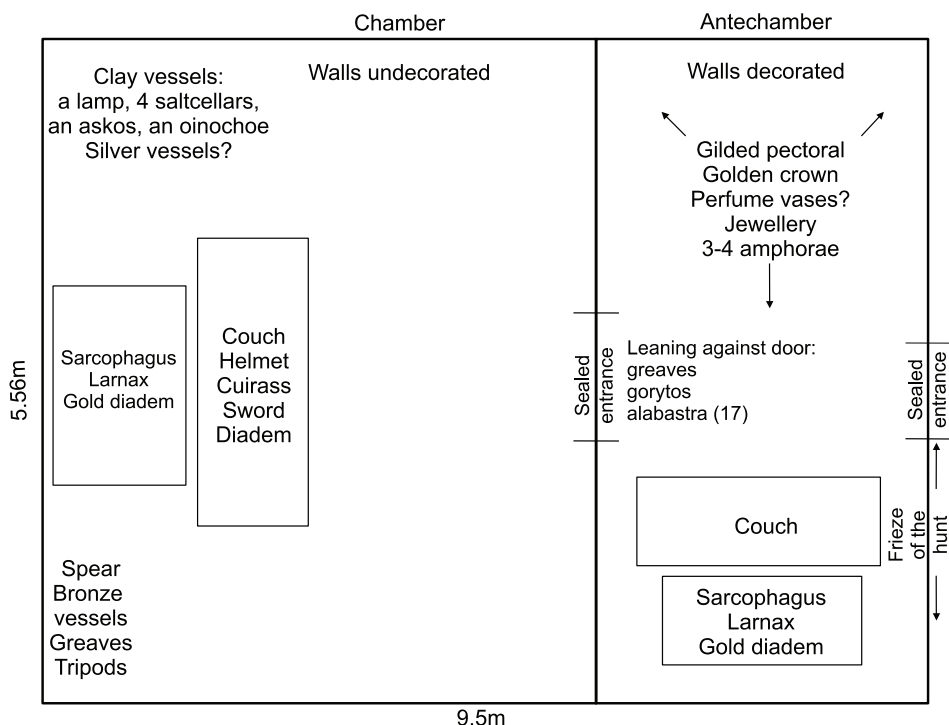 Chamber
Antechamber
Clay vessels:
a lamp, 4 saltcellars,
an askos, an oinochoe
Silver vessels?
Walls undecorated
Walls decorated
Gilded pectoral
Golden crown
Perfume vases?
Jewellery
3-4 amphorae
5.56m
Sarcophagus
Larnax
Gold diadem
Couch
Helmet
Cuirass
Sword
Diadem
Sealed
entrance
Leaning against door:
greaves
gorytos
alabastra (17)
Sealed
entrance
Couch
Frieze
of the
hunt
Spear
Bronze
vessels
Greaves
Tripods
Sarcophagus
Larnax
Gold diadem
9.5m